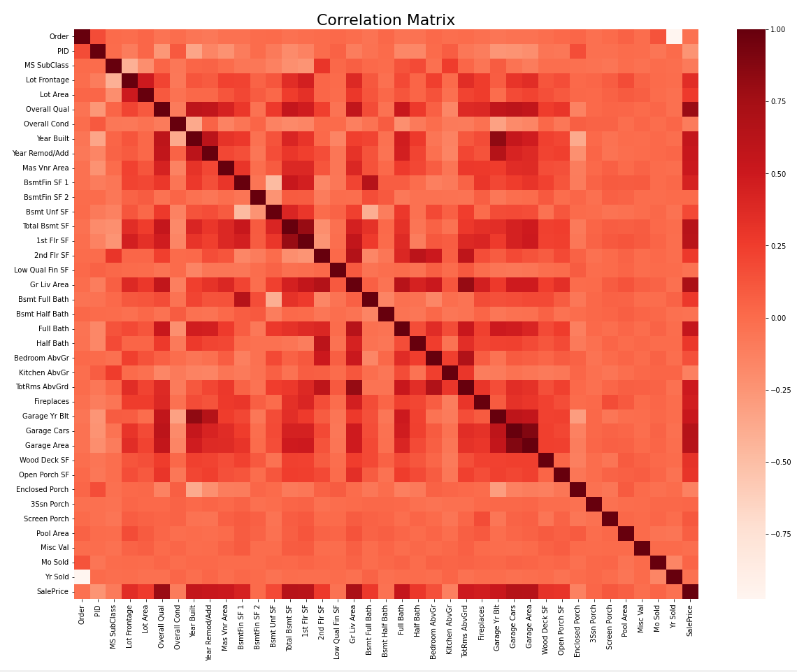 Correlation Matrix
Order
PID
MS SubClass
Lot Frontage
Lot Area
Overall Qual
Overall Cond
Year Built
Year Remod/Add
Mas Vnr Area
BsmtFin SF 1
BsmtFin SF 2
Bsmt Unf SF
Total Bsmt SF
1st Flr SF
2nd Flr SF
Low Qual Fin SF
Gr Liv Area
Bsmt Full Bath
Bsmt Half Bath
Full Bath
Half Bath
Bedroom AbvGr
Kitchen AbvGr
TotRms AbvGrd
Fireplaces
Garage Yr Blt
Garage Cars
Garage Area
Wood Deck SF
Open Porch SF
Enclosed Porch
3Ssn Porch
Screen Porch
Pool Area
Misc Val
Mo Sold
Yr Sold
SalePrice
Order
PID
MS SubClass
Lot Frontage
Lot Area
Overall Qual
Overall Cond
Year Built
Year Remod/Add
Mas Vnr Area
BsmtFin SF 1
BsmtFin SF 2
Bsmt Unf SF
Total Bsmt SF
1st Flr SF
2nd Flr SF
Low Qual Fin SF
Gr Liv Area
Bsmt Full Bath
Bsmt Half Bath
Full Bath
Half Bath
Bedroom AbvGr
Kitchen AbvGr
TotRms AbvGrd
Fireplaces
Garage Yr Blt
Garage Cars
Garage Area
Wood Deck SF
Open Porch SF
Enclosed Porch
3Ssn Porch
Screen Porch
Pool Area
Misc Val
Mo Sold
Yr Sold
SalePrice
1.00
0.75
0.50
0.25
0.00
−0.25
−0.50
−0.75